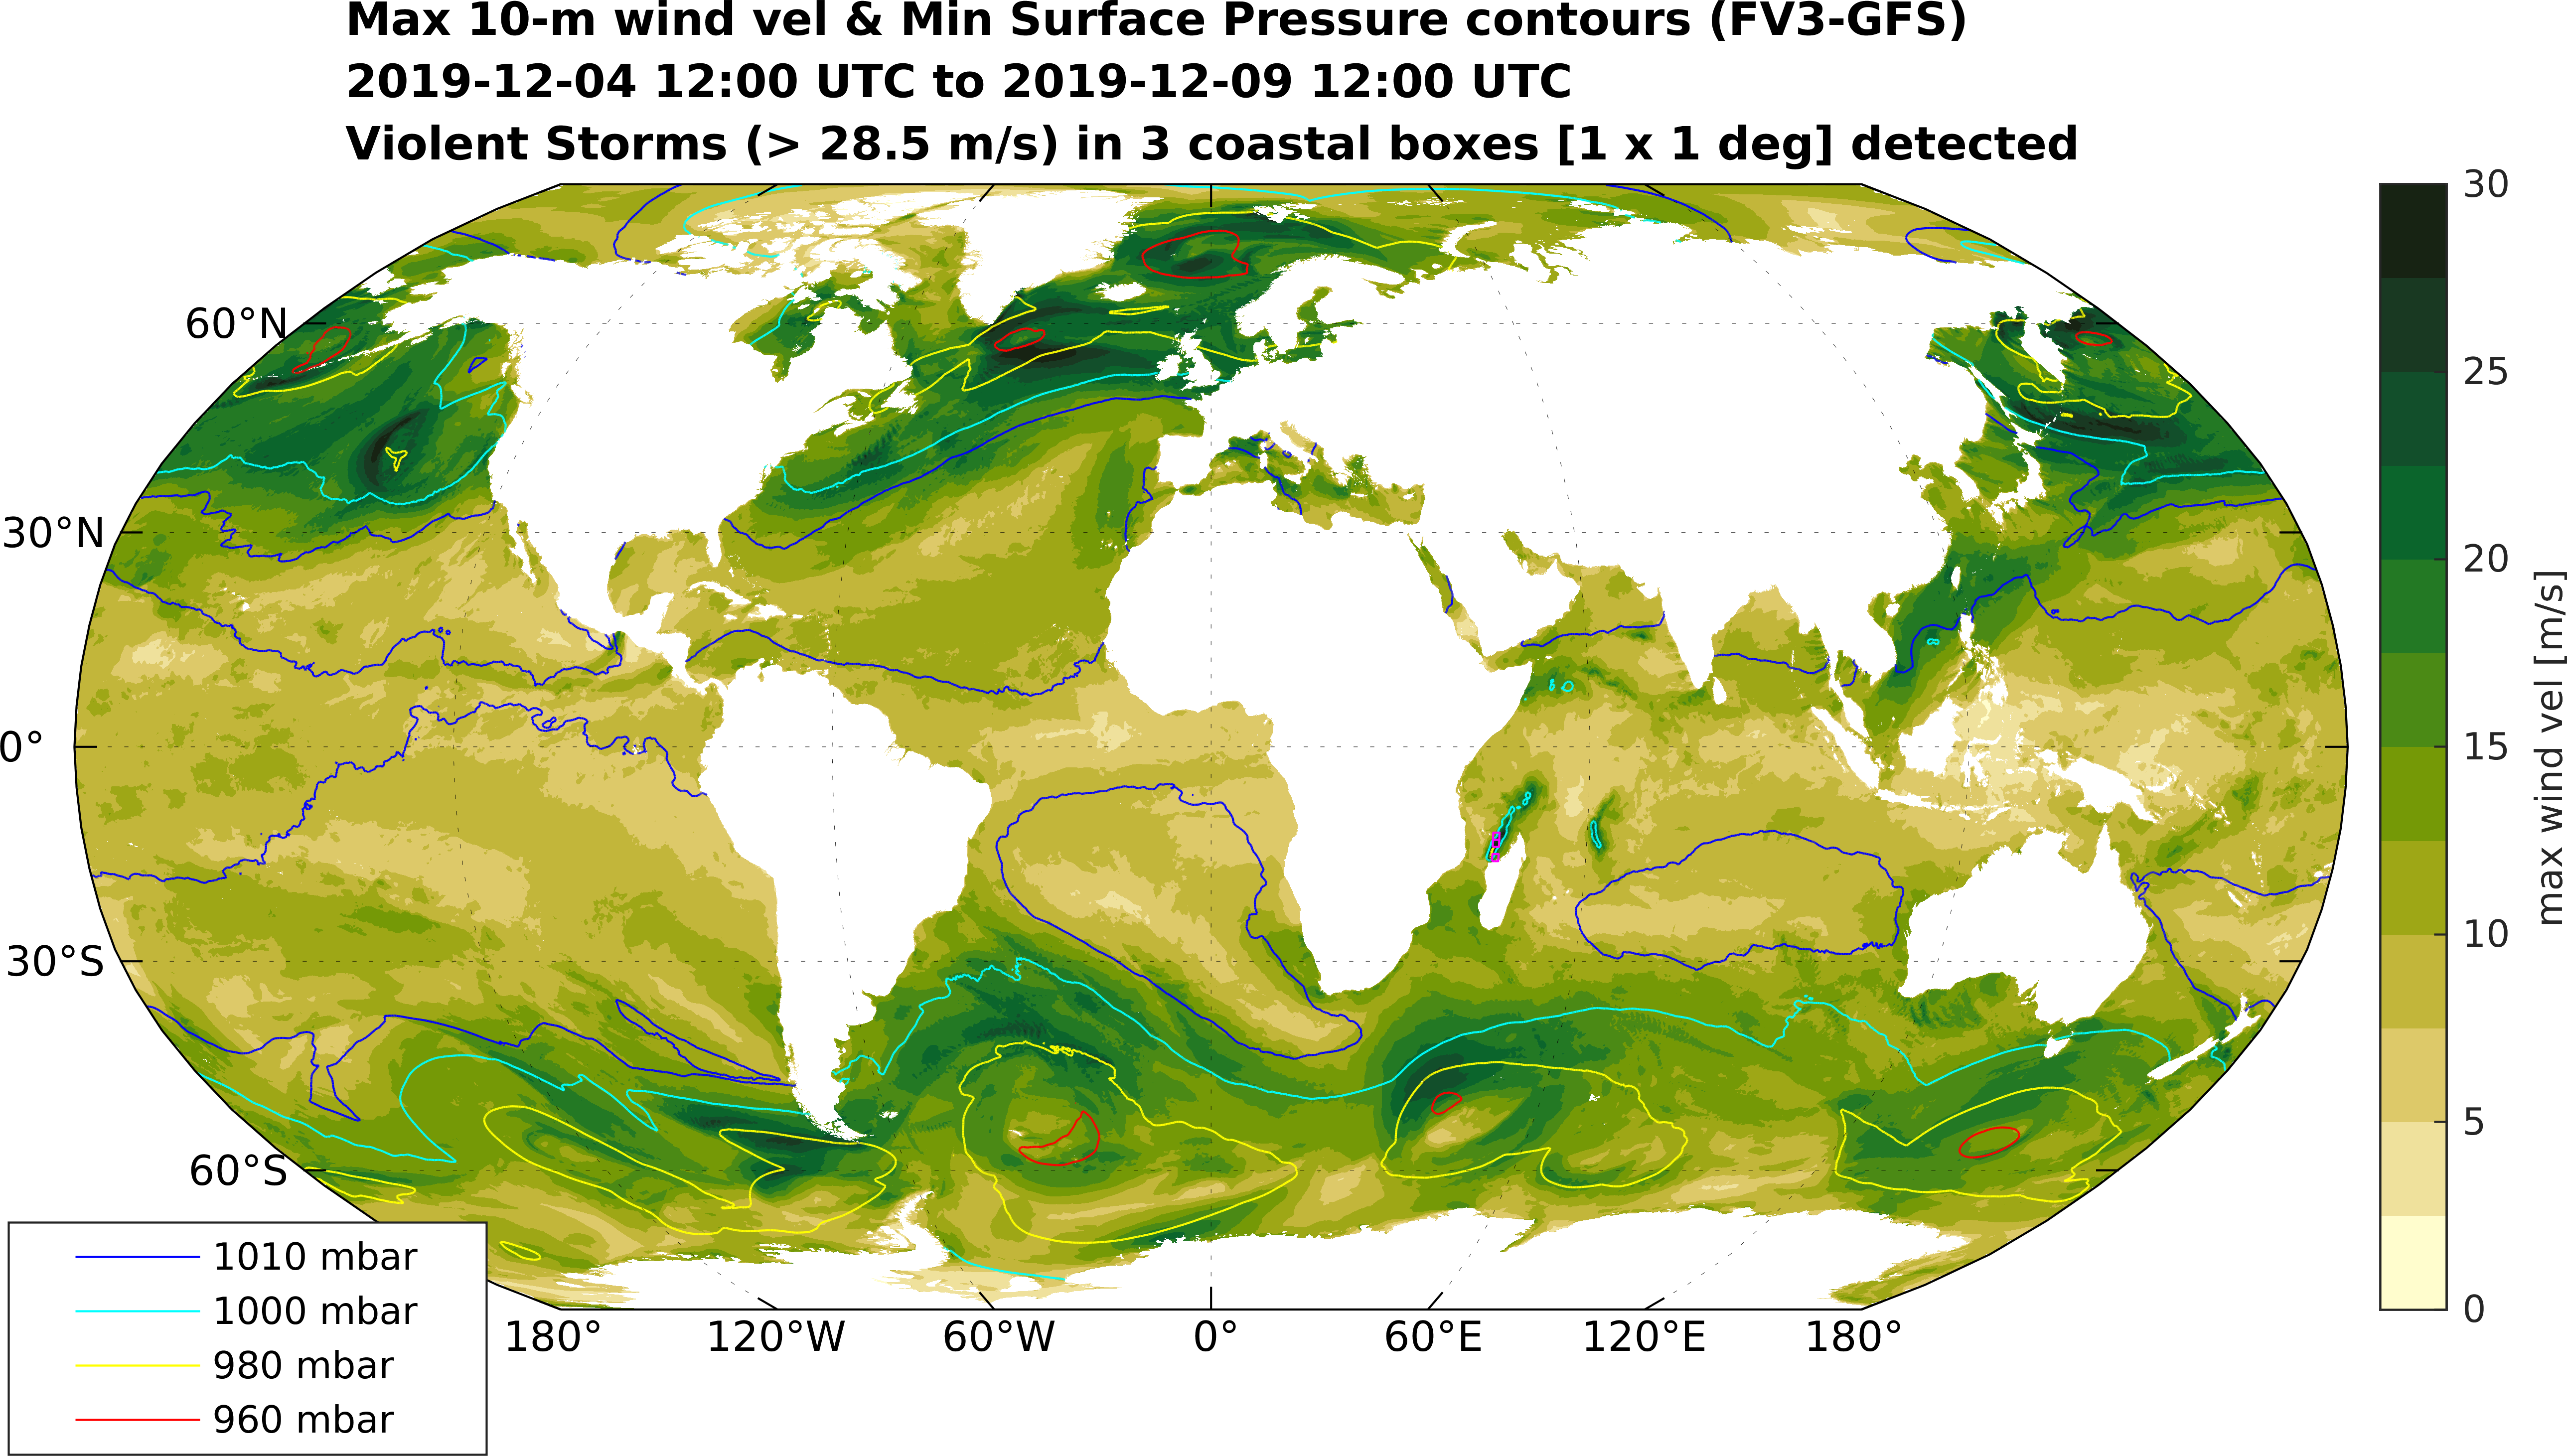 Max 10-m wind vel & Min Surface Pressure contours (FV3-GFS)
2019-12-04 12:00 UTC to 2019-12-09 12:00 UTC
Violent Storms (> 28.5 m/s) in 3 coastal boxes [1 x 1 deg] detected
60°N
30°N
0°
30°S
60°S
180°
120°W
60°W
0°
60°E
120°E
180°
1010 mbar
1000 mbar
980 mbar
960 mbar
30
25
20
15
10
5
0
max wind vel [m/s]